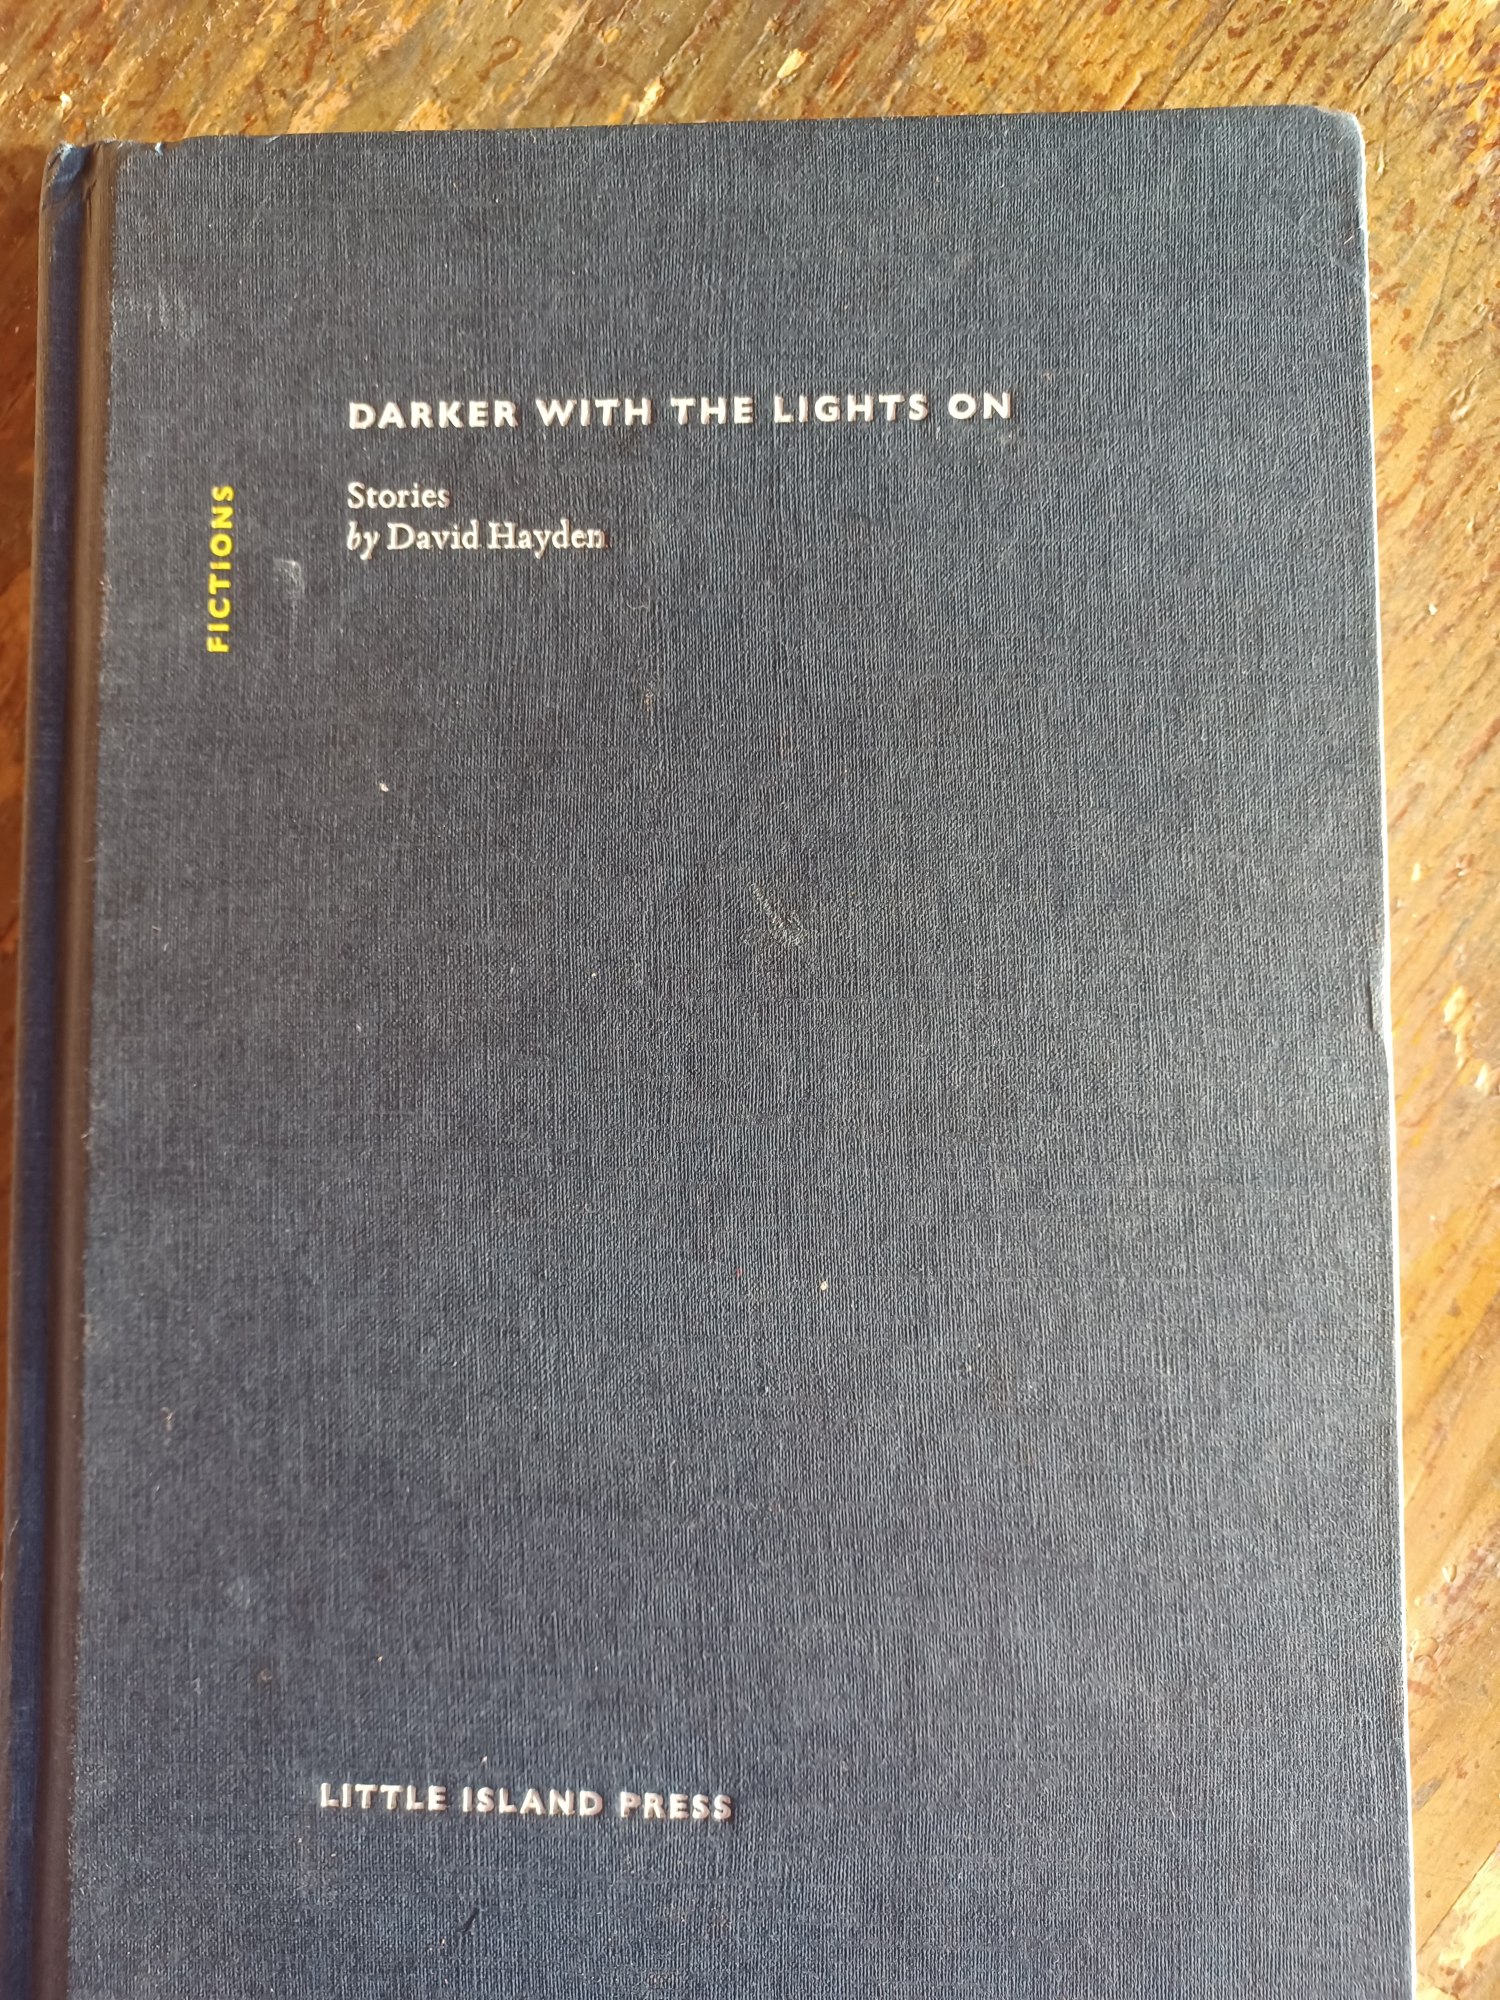 DARKER WITH THE LIGHTS ON
Stories
by David Hayden
FICTIONS
LITTLE ISLAND PRESS